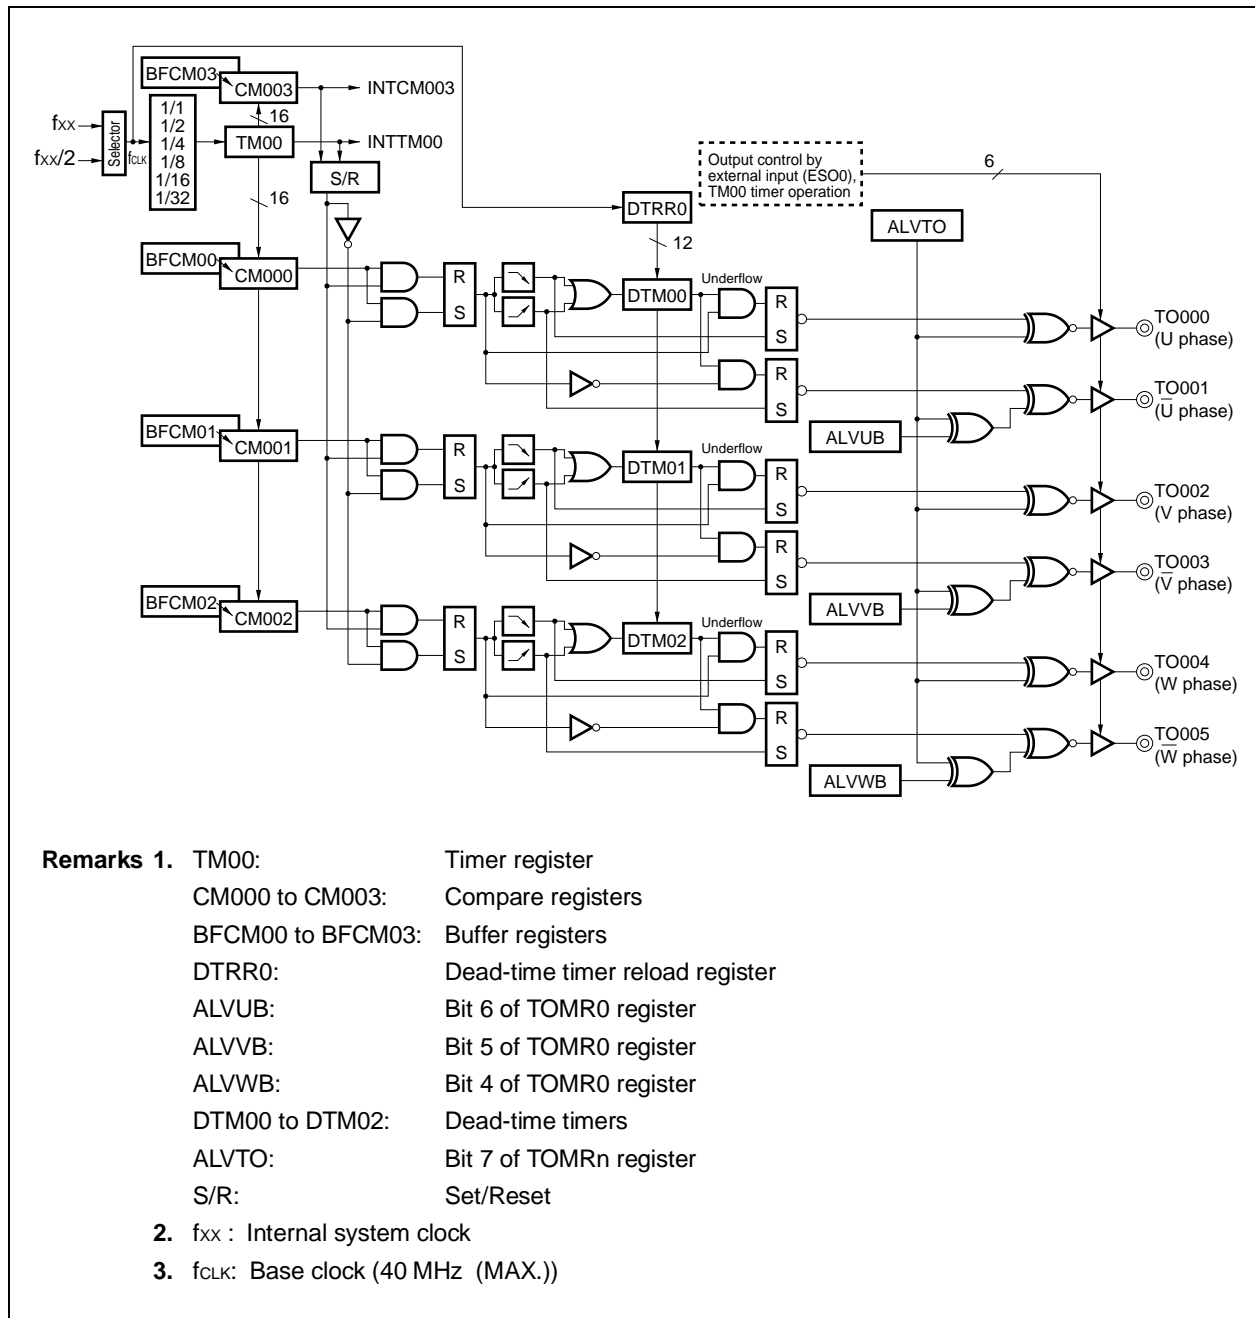 BFCM03
CM003
INTCM003
16
fXX
fXX/2
Selector
fCLK
1/1
1/2
1/4
1/8
1/16
1/32
TM00
INTTM00
S/R
16
Output control by
external input (ESO0),
TM00 timer operation
6
DTRR0
12
ALVTO
BFCM00
CM000
R
S
DTM00
Underflow
R
S
R
S
TO000
(U phase)
TO001
(U̅ phase)
ALVUB
BFCM01
CM001
R
S
DTM01
Underflow
R
S
R
S
TO002
(V phase)
TO003
(V̅ phase)
ALVVB
BFCM02
CM002
R
S
DTM02
Underflow
R
S
R
S
TO004
(W phase)
TO005
(W̅ phase)
ALVWB
Remarks 1. TM00: Timer register
CM000 to CM003: Compare registers
BFCM00 to BFCM03: Buffer registers
DTRR0: Dead-time timer reload register
ALVUB: Bit 6 of TOMR0 register
ALVVB: Bit 5 of TOMR0 register
ALVWB: Bit 4 of TOMR0 register
DTM00 to DTM02: Dead-time timers
ALVTO: Bit 7 of TOMRn register
S/R: Set/Reset
2. fXX : Internal system clock
3. fCLK: Base clock (40 MHz (MAX.))